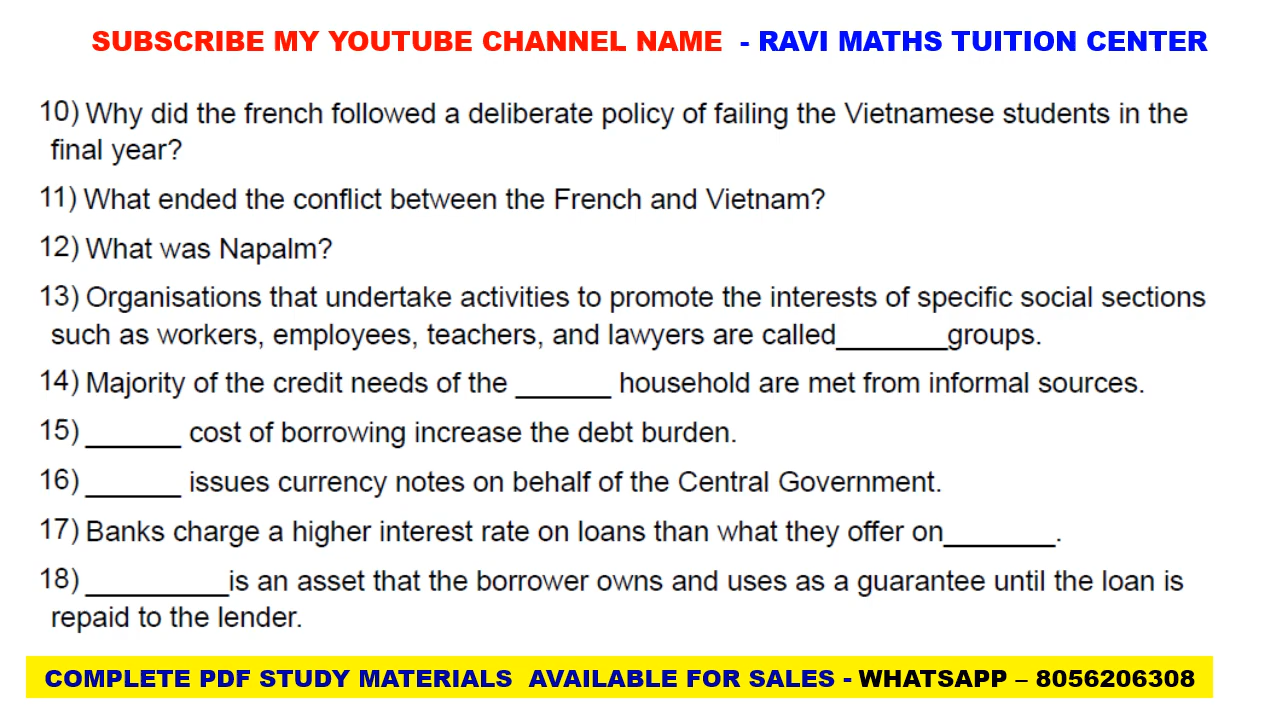 SUBSCRIBE MY YOUTUBE CHANNEL NAME - RAVI MATHS TUITION CENTER
10) Why did the french followed a deliberate policy of failing the Vietnamese students in the
final year?
11) What ended the conflict between the French and Vietnam?
12) What was Napalm?
13) Organisations that undertake activities to promote the interests of specific social sections
such as workers, employees, teachers, and lawyers are called_______groups.
14) Majority of the credit needs of the ______ household are met from informal sources.
15) ______ cost of borrowing increase the debt burden.
16) ______ issues currency notes on behalf of the Central Government.
17) Banks charge a higher interest rate on loans than what they offer on_______.
18) _________is an asset that the borrower owns and uses as a guarantee until the loan is
repaid to the lender.
COMPLETE PDF STUDY MATERIALS AVAILABLE FOR SALES - WHATSAPP – 8056206308